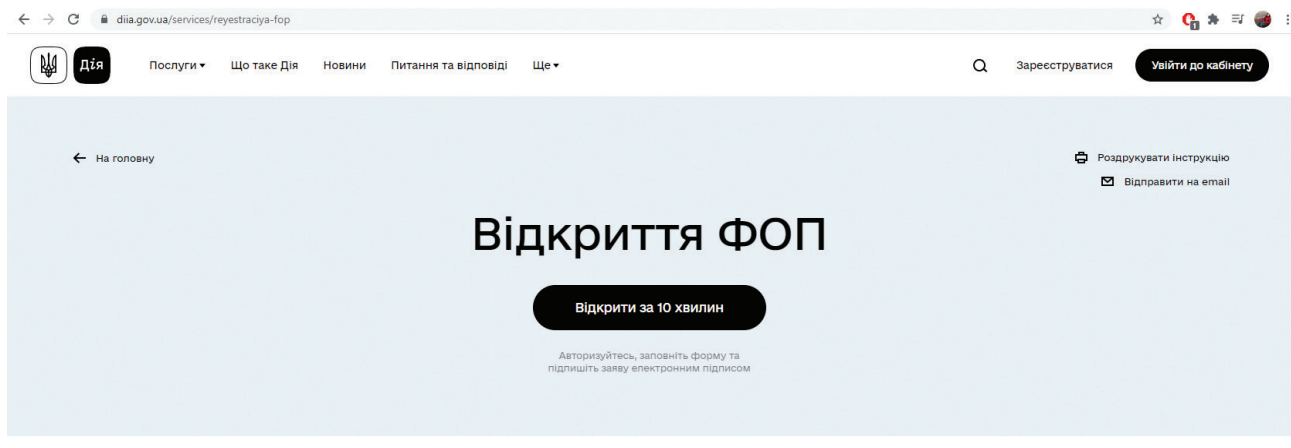 diia.gov.ua/services/reyestraciya-fop
1
Дія
Послуги
Що таке Дія
Новини
Питання та відповіді
Ще
Зареєструватися
Увійти до кабінету
На головну
Роздрукувати інструкцію
Відправити на email
Відкриття ФОП
Відкрити за 10 хвилин
Авторизуйтесь, заповніть форму та
підпишіть заяву електронним підписом